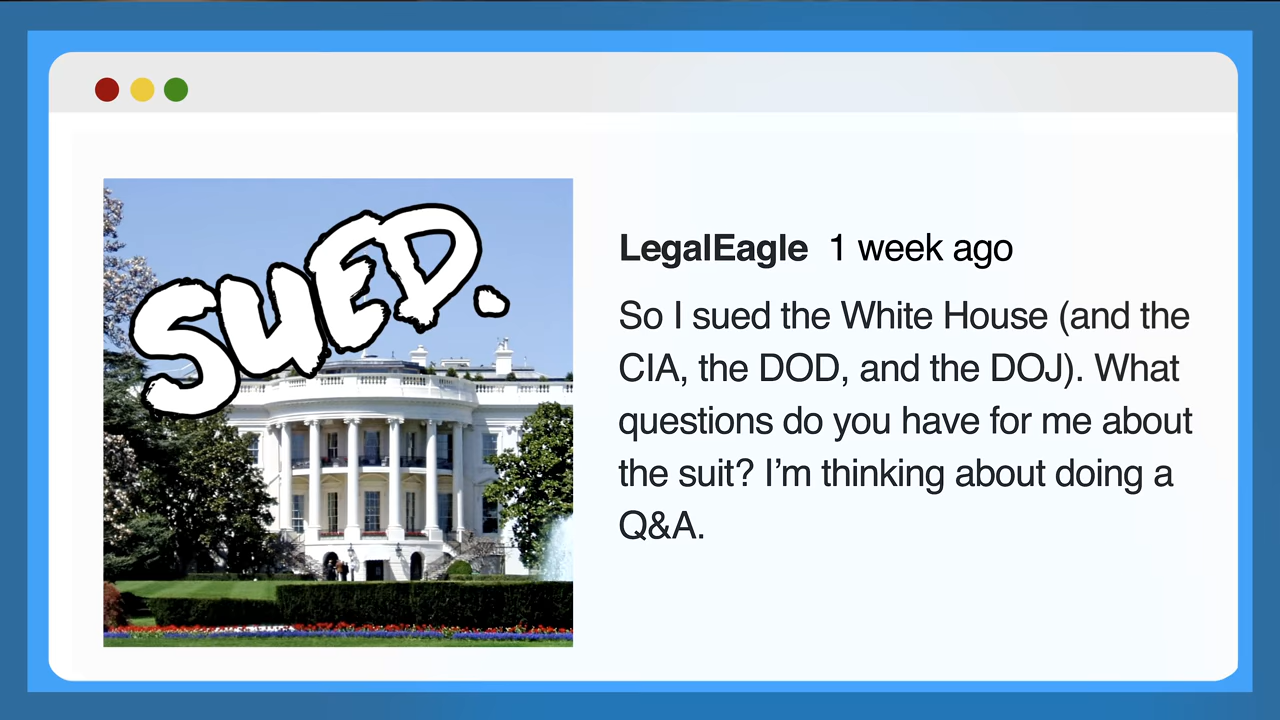 SUED.
LegalEagle 1 week ago
So I sued the White House (and the
CIA, the DOD, and the DOJ). What
questions do you have for me about
the suit? I’m thinking about doing a
Q&A.